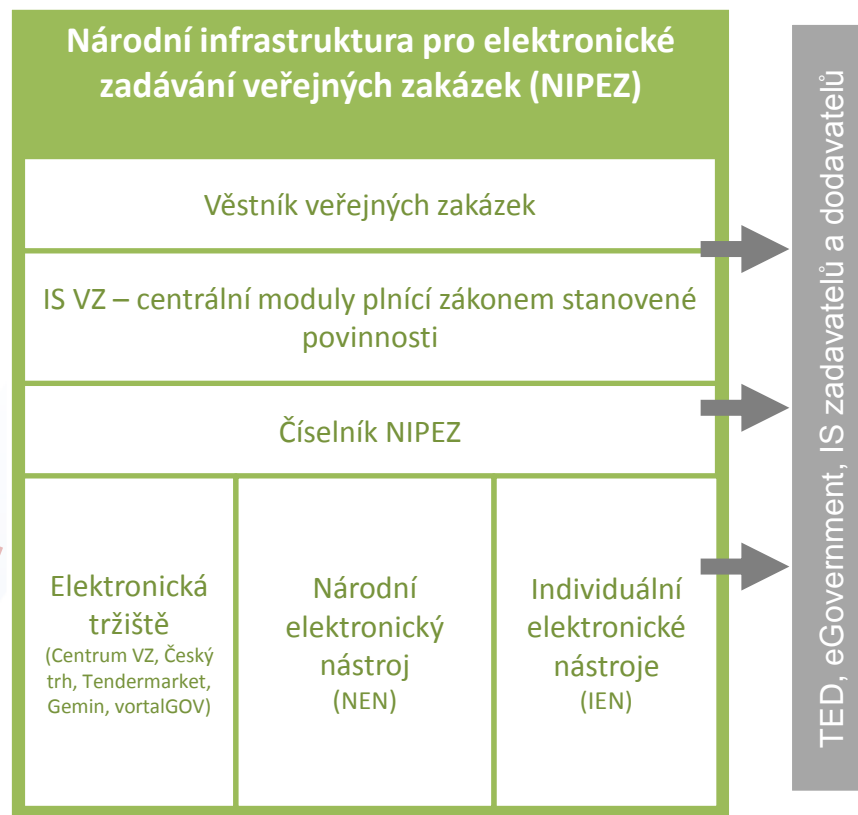 Národní infrastruktura pro elektronické
zadávání veřejných zakázek (NIPEZ)
Věstník veřejných zakázek
IS VZ – centrální moduly plnící zákonem stanovené
povinnosti
Číselník NIPEZ
Elektronická
tržiště
(Centrum VZ, Český
trh, Tendermarket,
Gemin, vortalGOV)
Národní
elektronický
nástroj
(NEN)
Individuální
elektronické
nástroje
(IEN)
TED, eGovernment, IS zadavatelů a dodavatelů